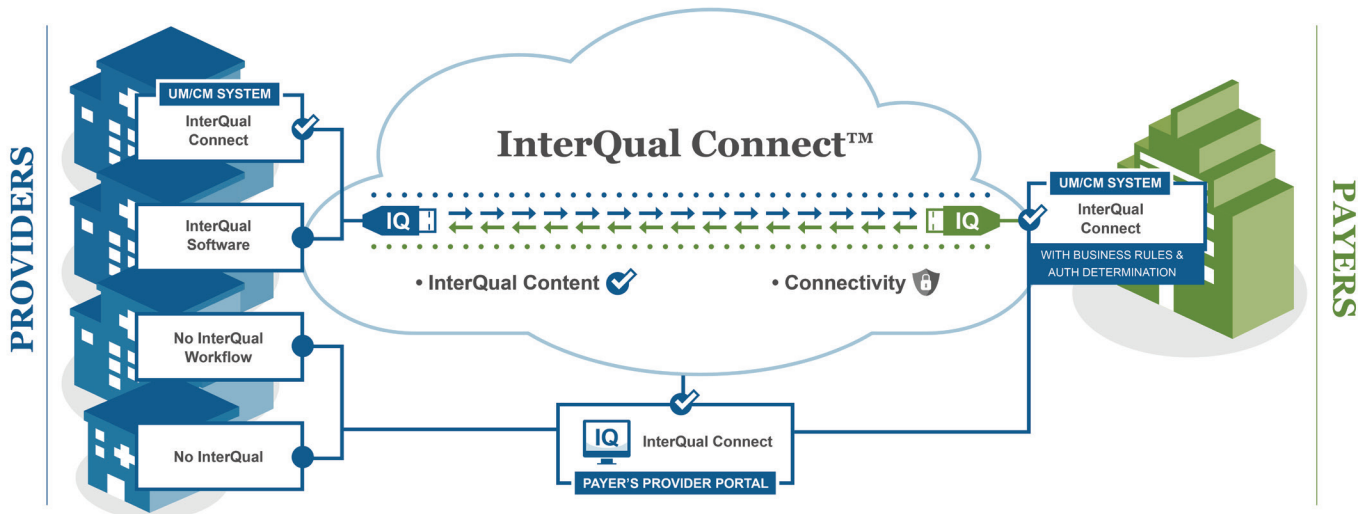 PROVIDERS
UM/CM SYSTEM
InterQual
Connect
InterQual
Software
No InterQual
Workflow
No InterQual
InterQual Connect™
IQ
IQ
• InterQual Content
• Connectivity
IQ
InterQual Connect
PAYER'S PROVIDER PORTAL
UM/CM SYSTEM
InterQual
Connect
WITH BUSINESS RULES &
AUTH DETERMINATION
PAYERS